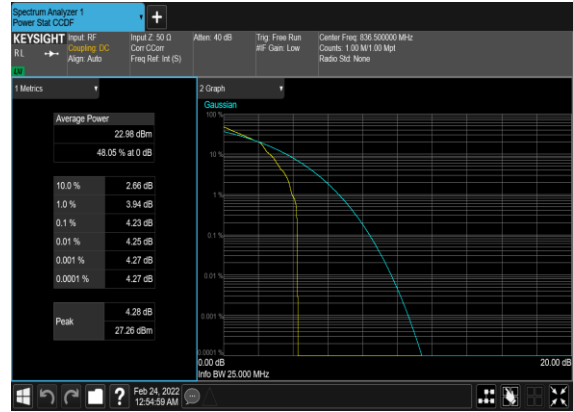 Spectrum Analyzer 1
Power Stat CCDF
KEYSIGHT
R L
LXI
Input: RF
Coupling: DC
Align: Auto
Input Z: 50 Ω
Corr CCorr
Freq Ref: Int (S)
Atten: 40 dB
Trig: Free Run
#IF Gain: Low
Center Freq: 836.500000 MHz
Counts: 1.00 M/1.00 Mpt
Radio Std: None
1 Metrics
Average Power
22.98 dBm
48.05 % at 0 dB
10.0 % 2.66 dB
1.0 % 3.94 dB
0.1 % 4.23 dB
0.01 % 4.25 dB
0.001 % 4.27 dB
0.0001 % 4.27 dB
Peak 4.28 dB
27.26 dBm
2 Graph
Gaussian
100 %
10 %
1 %
0.1 %
0.01 %
0.001 %
0.0001 %
0.00 dB 20.00 dB
Info BW 25.000 MHz
Feb 24, 2022
12:54:59 AM